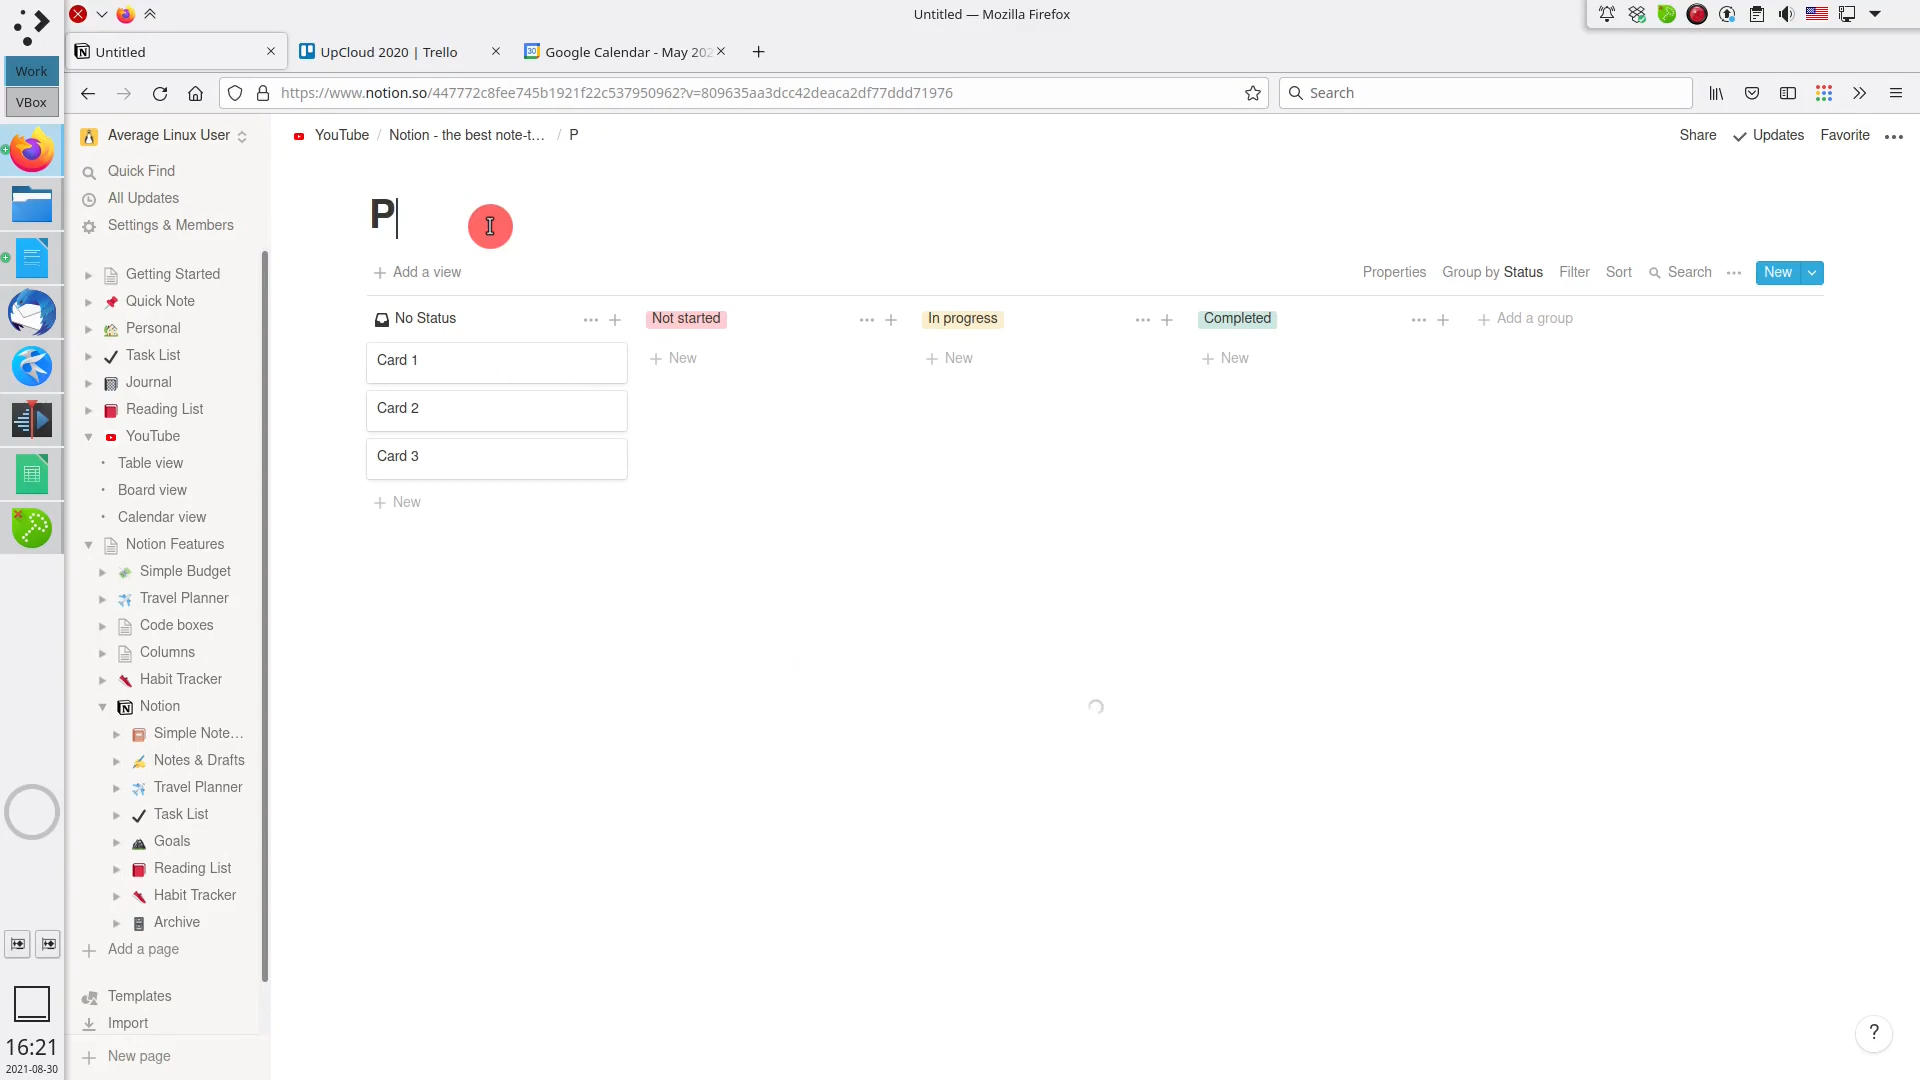 Untitled — Mozilla Firefox
Work
VBox
Untitled
UpCloud 2020 | Trello
Google Calendar - May 202
https://www.notion.so/447772c8fee745b1921f22c537950962?v=809635aa3dcc42deaca2df77ddd71976
Search
Average Linux User
YouTube / Notion - the best note-t... / P
Share
Updates
Favorite
Quick Find
All Updates
Settings & Members
P
Add a view
Properties
Group by Status
Filter
Sort
Search
New
Getting Started
Quick Note
Personal
Task List
Journal
Reading List
YouTube
Table view
Board view
Calendar view
Notion Features
Simple Budget
Travel Planner
Code boxes
Columns
Habit Tracker
Notion
Simple Note...
Notes & Drafts
Travel Planner
Task List
Goals
Reading List
Habit Tracker
Archive
Add a page
Templates
Import
New page
No Status
Card 1
Card 2
Card 3
New
Not started
New
In progress
New
Completed
New
Add a group
?
16:21
2021-08-30